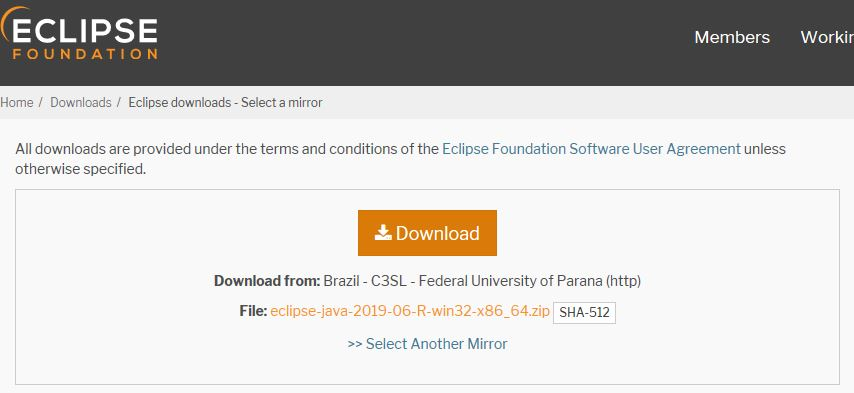 ECLIPSE
FOUNDATION
Members Workin
Home / Downloads / Eclipse downloads - Select a mirror
All downloads are provided under the terms and conditions of the Eclipse Foundation Software User Agreement unless
otherwise specified.
Download
Download from: Brazil - C3SL - Federal University of Parana (http)
File: eclipse-java-2019-06-R-win32-x86_64.zip SHA-512
>> Select Another Mirror